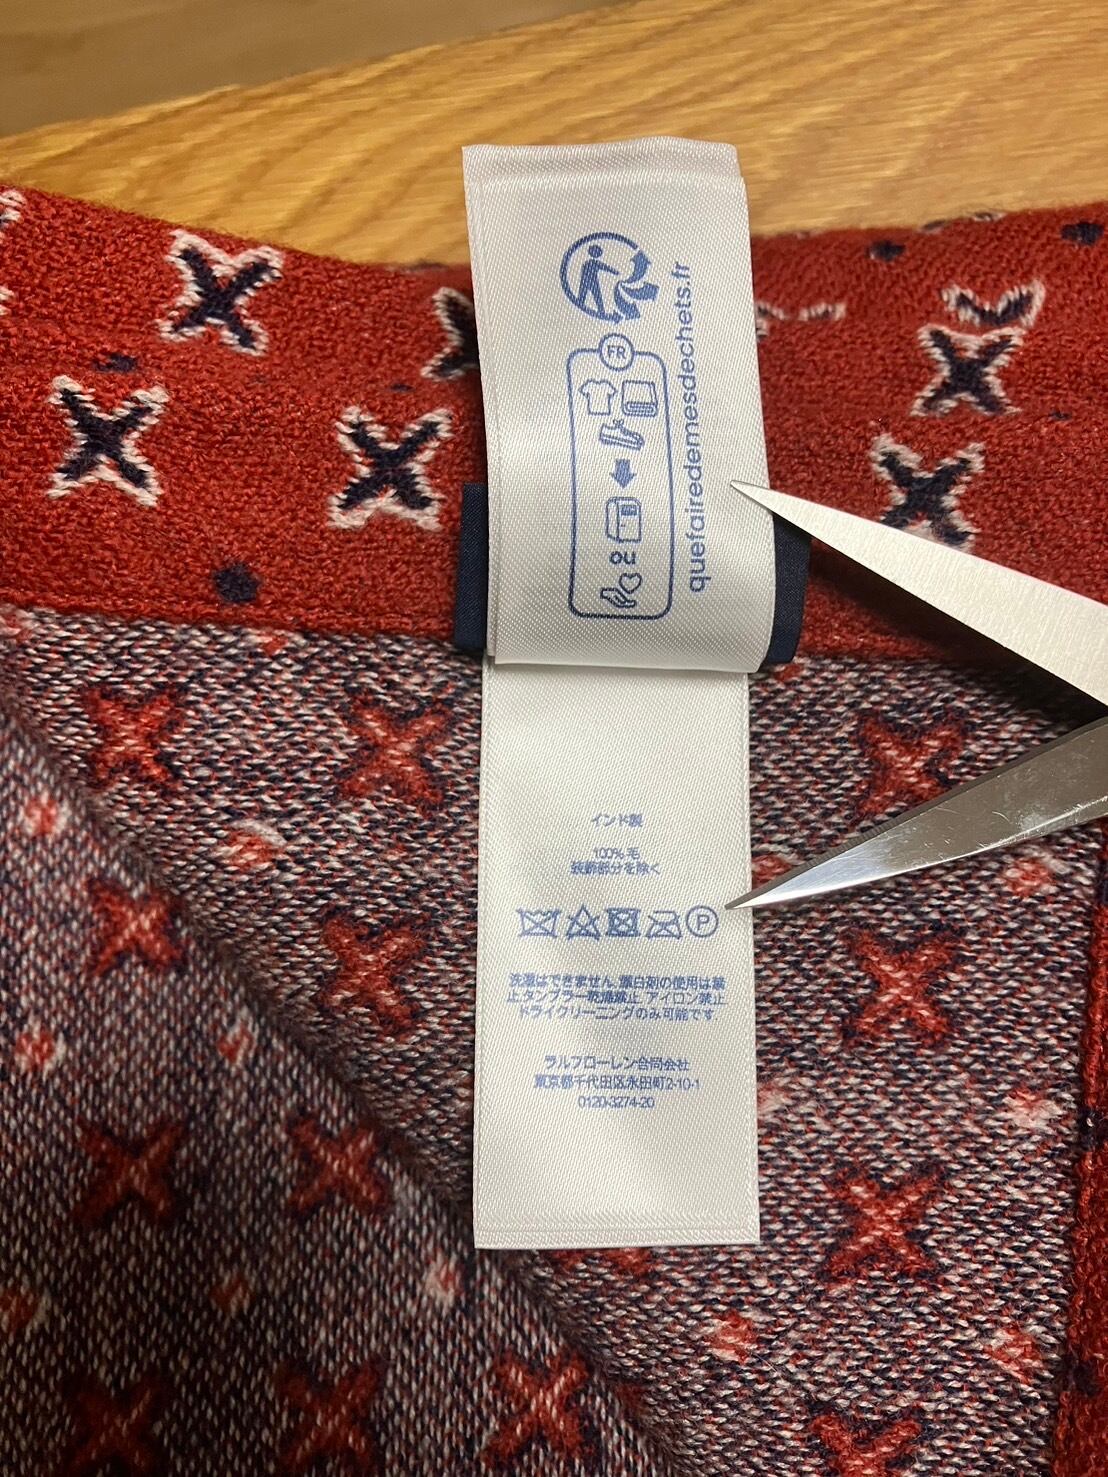 FR
OU
quefairedemesdechets.fr
インド製
100% 毛
装飾部分を除く
P
洗濯はできません 漂白剤の使用は禁
止 タンブラー乾燥禁止 アイロン禁止
ドライクリーニングのみ可能です
ラルフローレン合同会社
東京都千代田区永田町2-10-1
0120-3274-20